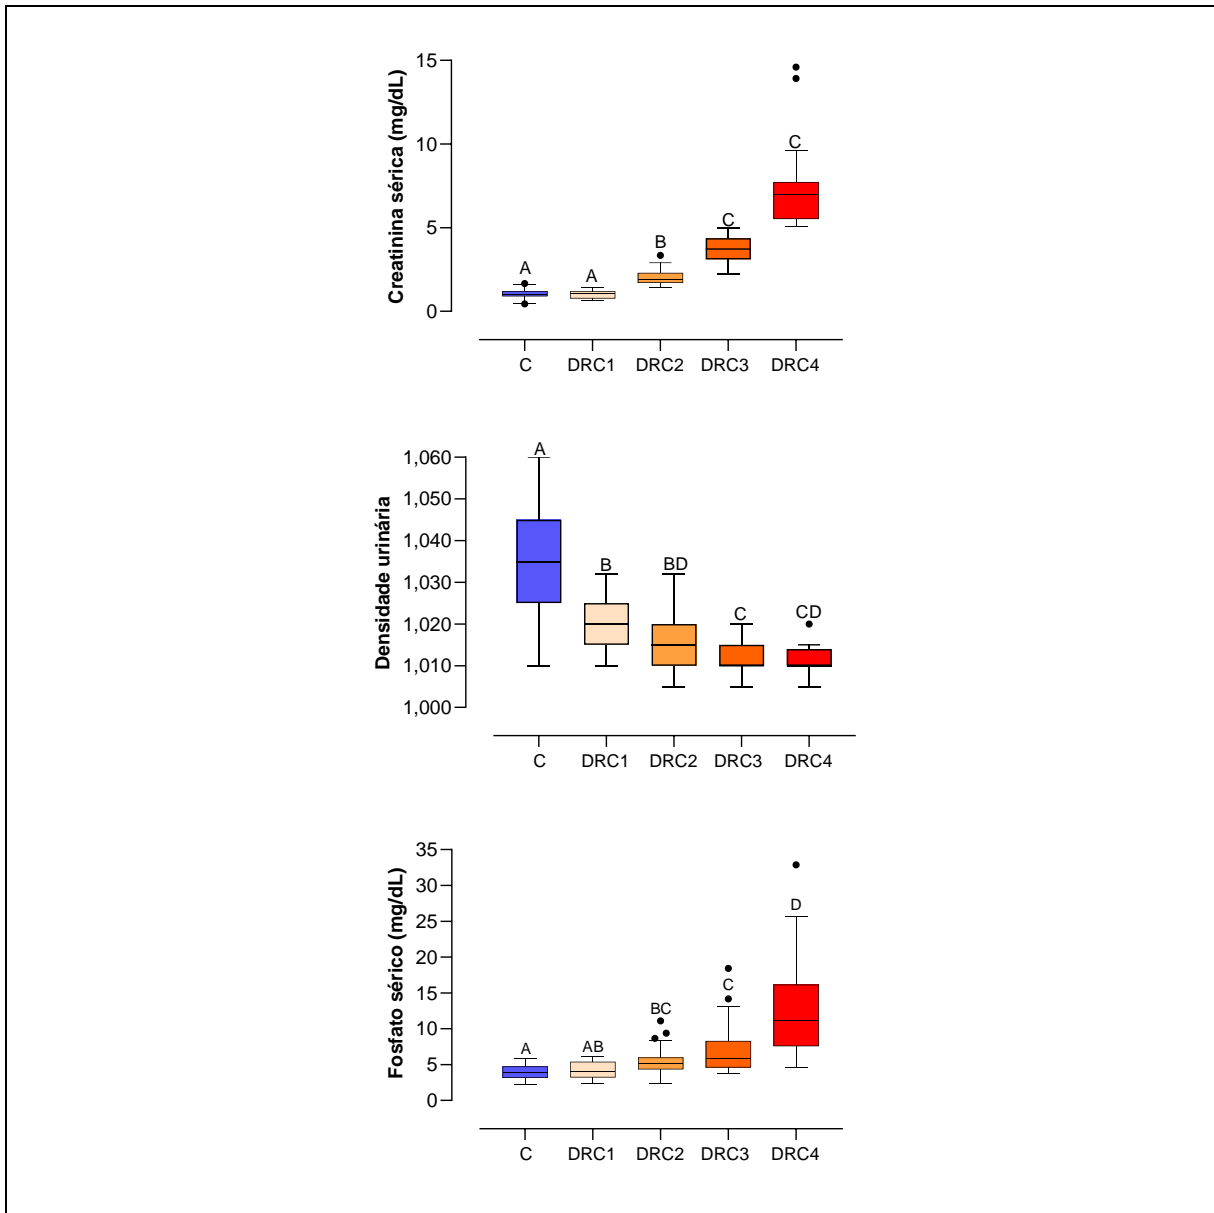 Creatinina sérica (mg/dL)
15
10
5
0
A
A
B
C
C
C
DRC1
DRC2
DRC3
DRC4
Densidade urinária
1,060
1,050
1,040
1,030
1,020
1,010
1,000
A
B
BD
C
CD
C
DRC1
DRC2
DRC3
DRC4
Fosfato sérico (mg/dL)
35
30
25
20
15
10
5
0
A
AB
BC
C
D
C
DRC1
DRC2
DRC3
DRC4